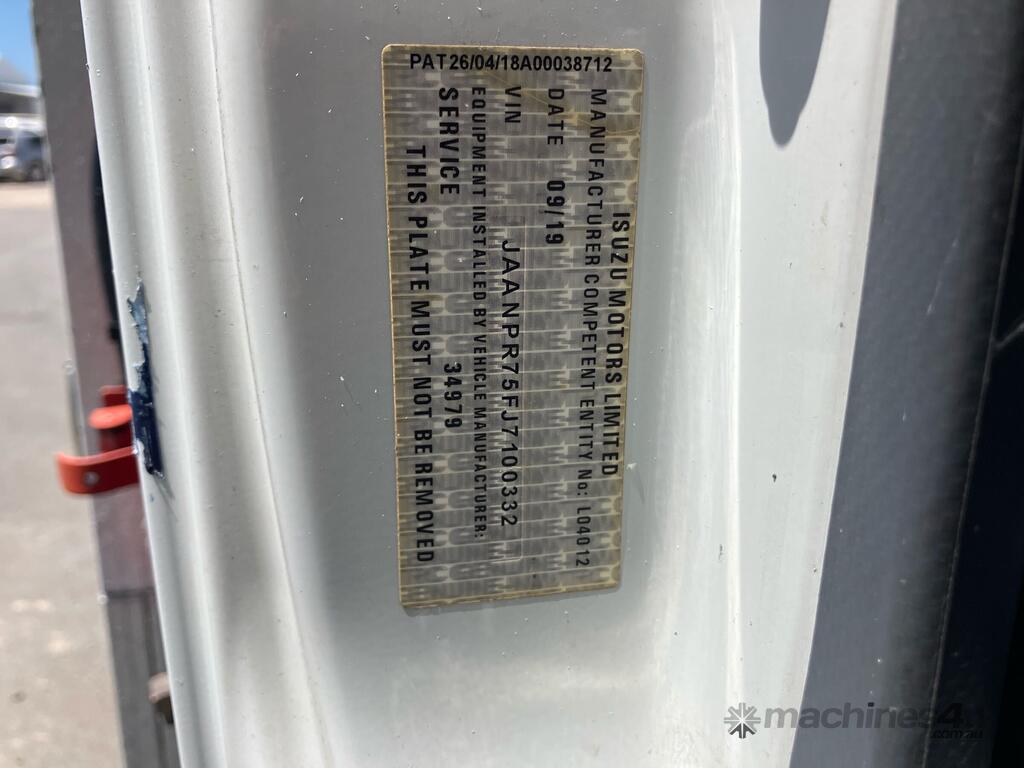 PAT26/04/18A00038712
ISUZU MOTORS LIMITED
MANUFACTURER COMPETENT ENTITY No: L04012
DATE 09/19
VIN JAANPR75FJ7100332
EQUIPMENT INSTALLED BY VEHICLE MANUFACTURER:
SERVICE 34979
THIS PLATE MUST NOT BE REMOVED
machines4u
.com.au